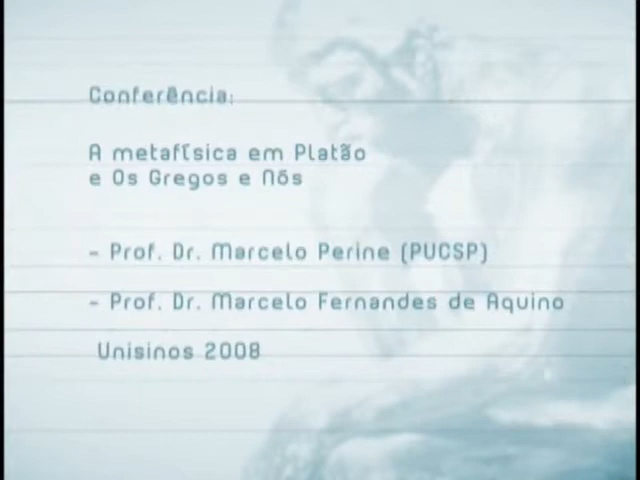 Conferência:
A metafísica em Platão
e Os Gregos e Nós
- Prof. Dr. Marcelo Perine (PUCSP)
- Prof. Dr. Marcelo Fernandes de Aquino
Unisinos 2008